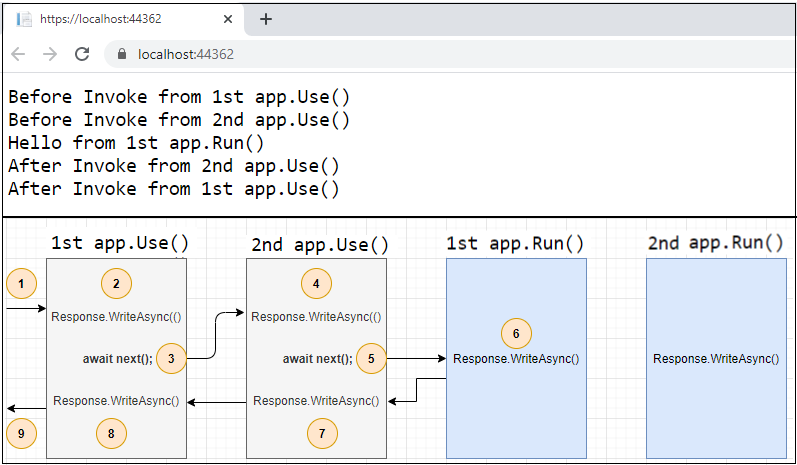 https://localhost:44362
localhost:44362
Before Invoke from 1st app.Use()
Before Invoke from 2nd app.Use()
Hello from 1st app.Run()
After Invoke from 2nd app.Use()
After Invoke from 1st app.Use()
1st app.Use() 2nd app.Use() 1st app.Run() 2nd app.Run()
1 2 4
Response.WriteAsync(() Response.WriteAsync(()
6
await next(); 3 await next(); 5 Response.WriteAsync() Response.WriteAsync()
Response.WriteAsync() Response.WriteAsync()
9 8 7